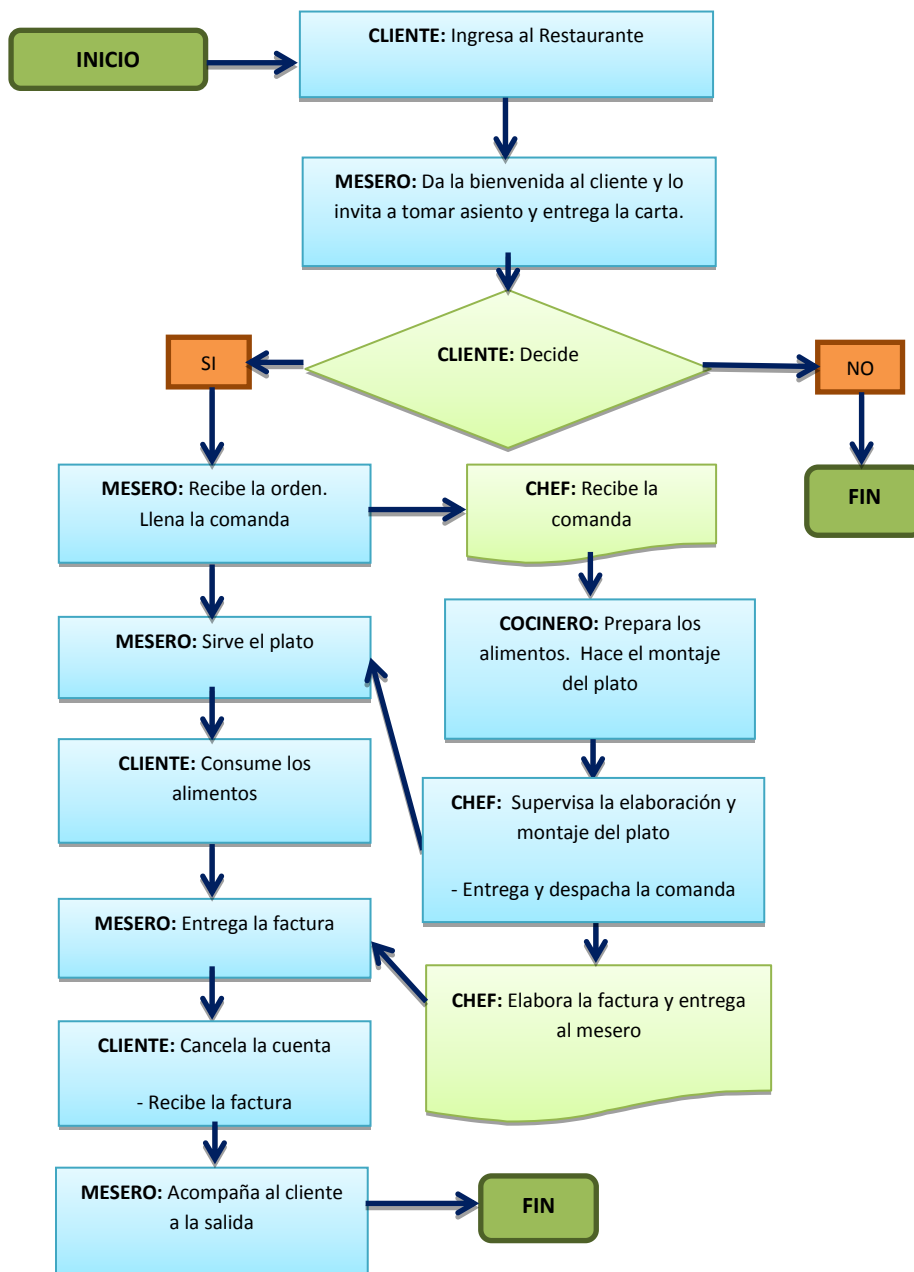 INICIO
CLIENTE: Ingresa al Restaurante
MESERO: Da la bienvenida al cliente y lo
invita a tomar asiento y entrega la carta.
CLIENTE: Decide
SI
NO
FIN
MESERO: Recibe la orden.
Llena la comanda
CHEF: Recibe la
comanda
COCINERO: Prepara los
alimentos. Hace el montaje
del plato
MESERO: Sirve el plato
CLIENTE: Consume los
alimentos
CHEF: Supervisa la elaboración y
montaje del plato
- Entrega y despacha la comanda
MESERO: Entrega la factura
CHEF: Elabora la factura y entrega
al mesero
CLIENTE: Cancela la cuenta
- Recibe la factura
MESERO: Acompaña al cliente
a la salida
FIN